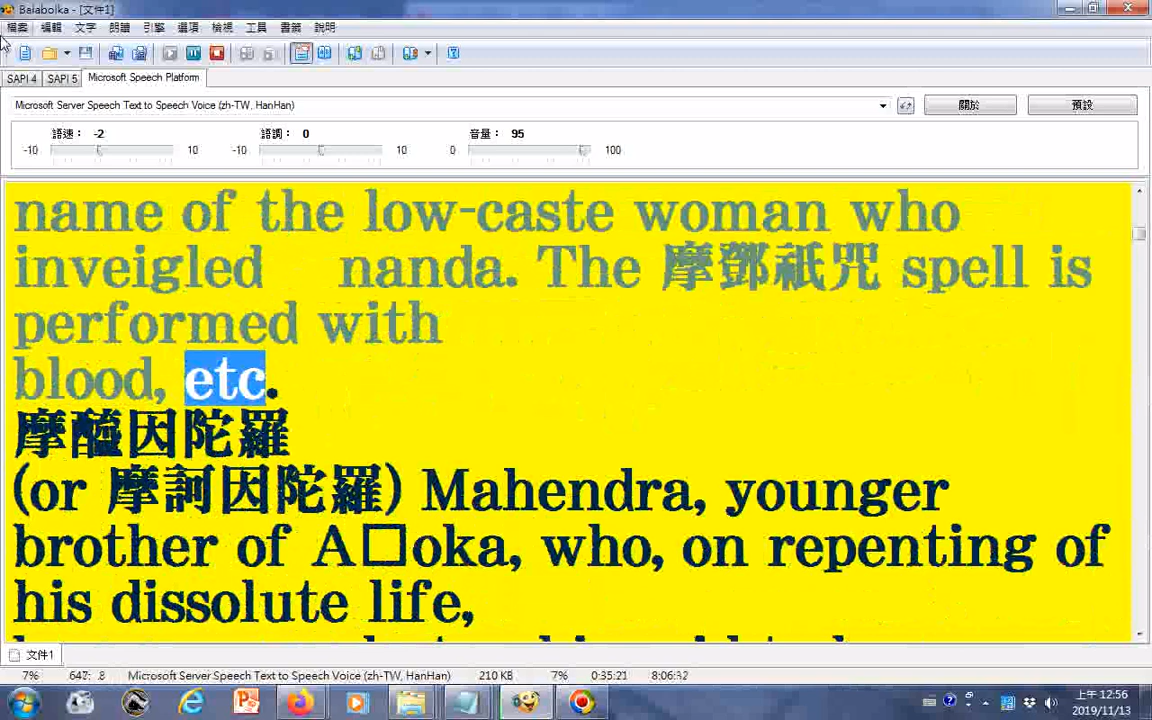 Balabolka - [文件1]
檔案 編輯 文字 朗讀 引擎 選項 檢視 工具 書籤 說明
SAPI 4 SAPI 5 Microsoft Speech Platform
Microsoft Server Speech Text to Speech Voice (zh-TW, HanHan) 關於 預設
語速： -2 語調： 0 音量： 95
-10 10 -10 10 0 100
name of the low-caste woman who
inveigled nanda. The 摩鄧祇咒 spell is
performed with
blood, etc.
摩醯因陀羅
(or 摩訶因陀羅) Mahendra, younger
brother of A□oka, who, on repenting of
his dissolute life,
文件1
7% 647: 8 Microsoft Server Speech Text to Speech Voice (zh-TW, HanHan) 210 KB 7% 0:35:21 8:06:32
上午 12:56
2019/11/13